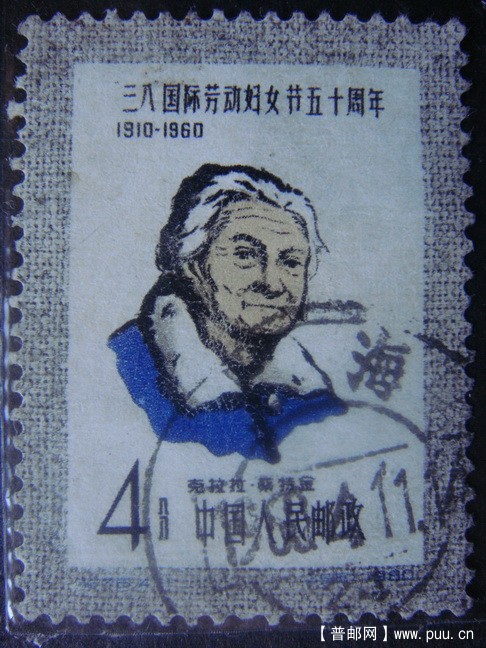 三八国际劳动妇女节五十周年
1910-1960
海
克拉拉·蔡特金
4分 中国人民邮政
【普邮网】www.puu.cn